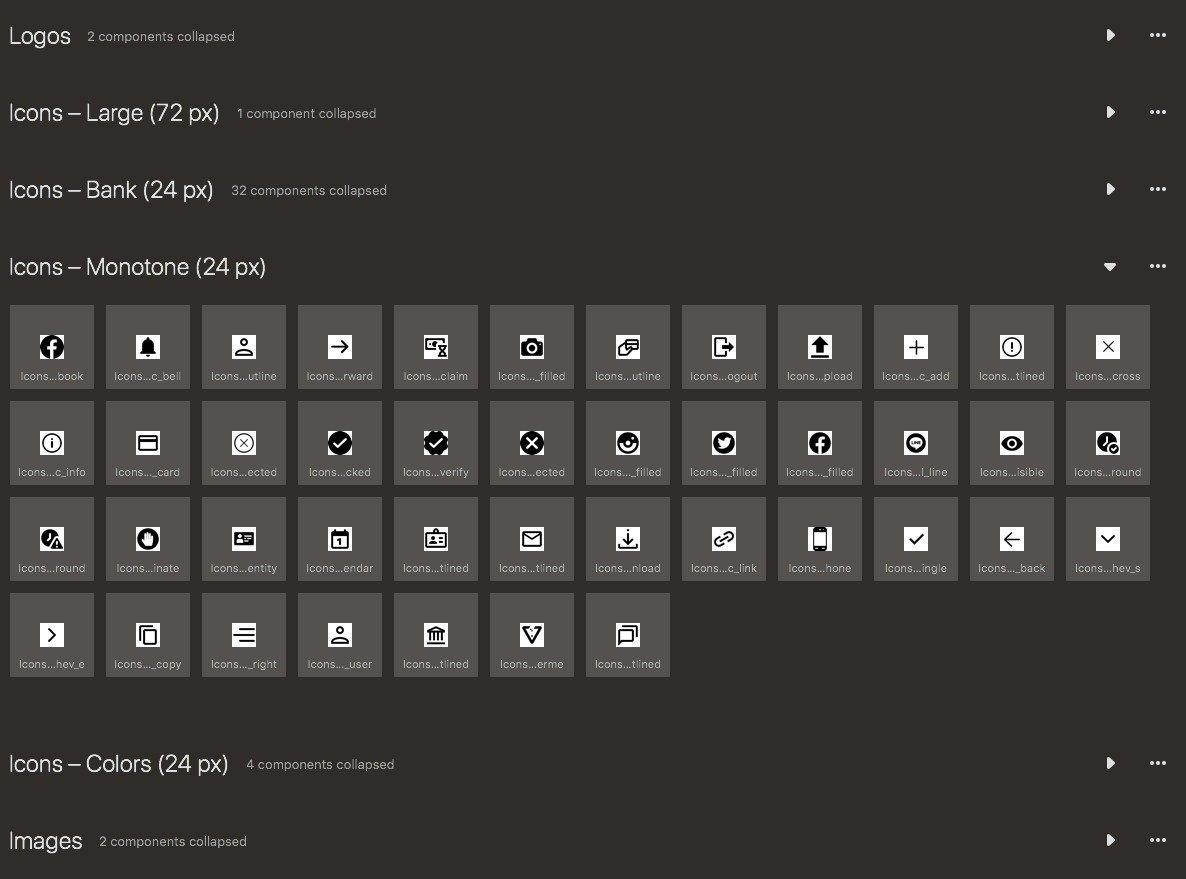 Logos 2 components collapsed
Icons – Large (72 px) 1 component collapsed
Icons – Bank (24 px) 32 components collapsed
Icons – Monotone (24 px)
Icons...book Icons...c_bell Icons...utline Icons...rward Icons...claim Icons..._filled Icons...utline Icons...ogout Icons...pload Icons...c_add Icons...tlined Icons...cross
Icons...c_info Icons..._card Icons...ected Icons...cked Icons...verify Icons...ected Icons..._filled Icons..._filled Icons..._filled Icons...l_line Icons...isible Icons...round
Icons...round Icons...inate Icons...entity Icons...endar Icons...tlined Icons...tlined Icons...nload Icons...c_link Icons...hone Icons...ingle Icons..._back Icons...hev_s
Icons...hev_e Icons..._copy Icons..._right Icons..._user Icons...tlined Icons...erme Icons...tlined
Icons – Colors (24 px) 4 components collapsed
Images 2 components collapsed